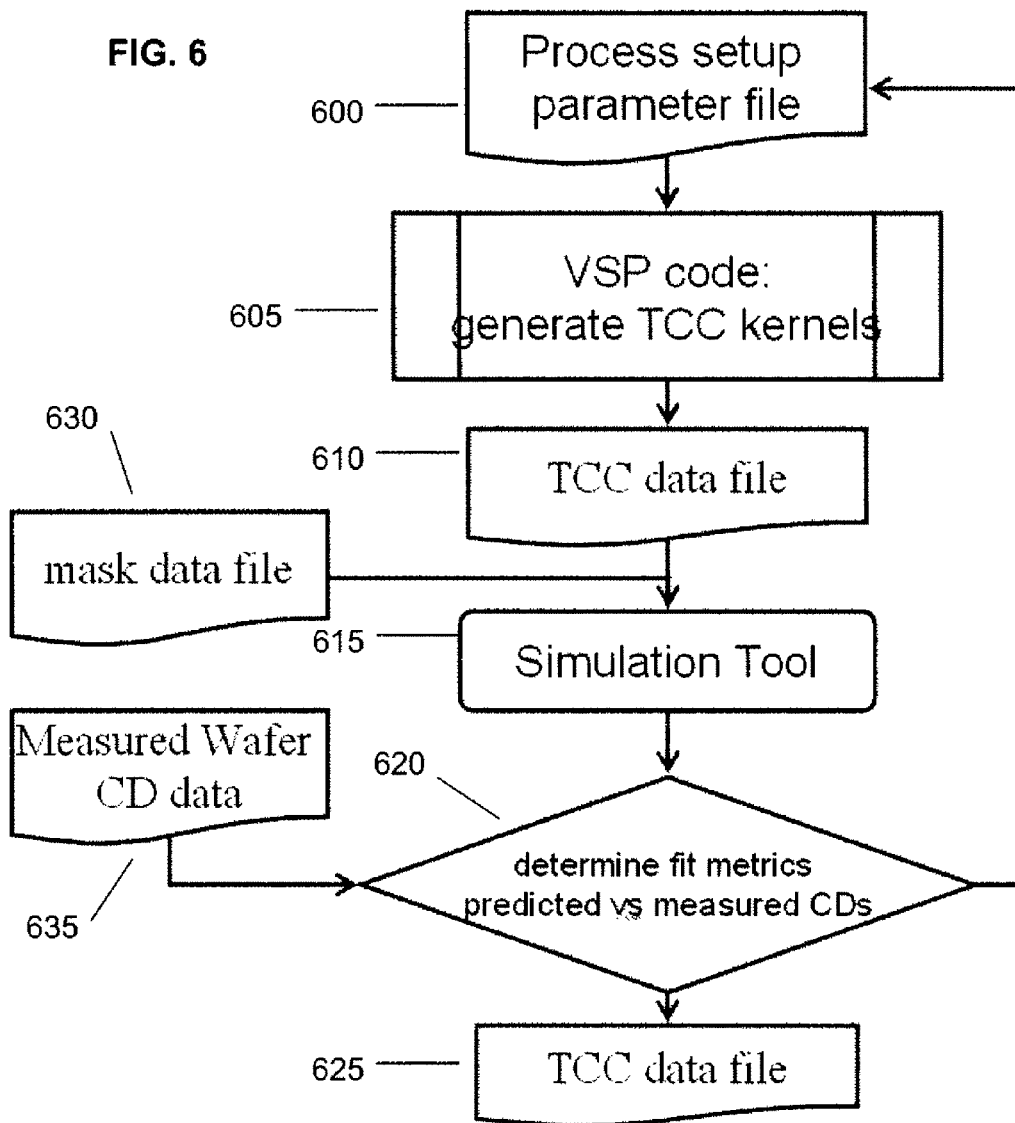 FIG. 6
Process setup
parameter file
600
VSP code:
generate TCC kernels
605
630
610
TCC data file
mask data file
615
Simulation Tool
Measured Wafer
CD data
620
determine fit metrics
predicted vs measured CDs
635
625
TCC data file